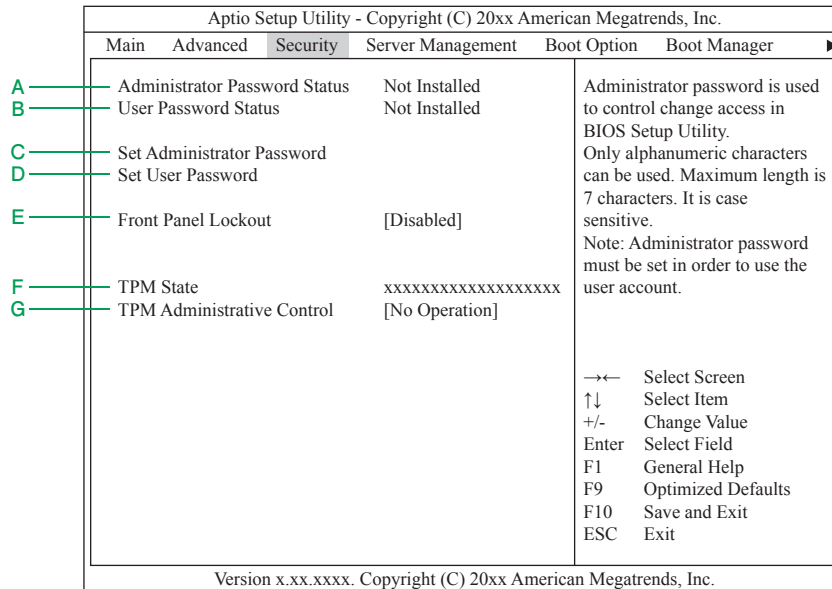 Aptio Setup Utility - Copyright (C) 20xx American Megatrends, Inc.
Main Advanced Security Server Management Boot Option Boot Manager ►
A Administrator Password Status Not Installed
B User Password Status Not Installed
C Set Administrator Password
D Set User Password
E Front Panel Lockout [Disabled]
F TPM State xxxxxxxxxxxxxxxxxxx
G TPM Administrative Control [No Operation]
Administrator password is used
to control change access in
BIOS Setup Utility.
Only alphanumeric characters
can be used. Maximum length is
7 characters. It is case
sensitive.
Note: Administrator password
must be set in order to use the
user account.
→← Select Screen
↑↓ Select Item
+/- Change Value
Enter Select Field
F1 General Help
F9 Optimized Defaults
F10 Save and Exit
ESC Exit
Version x.xx.xxxx. Copyright (C) 20xx American Megatrends, Inc.